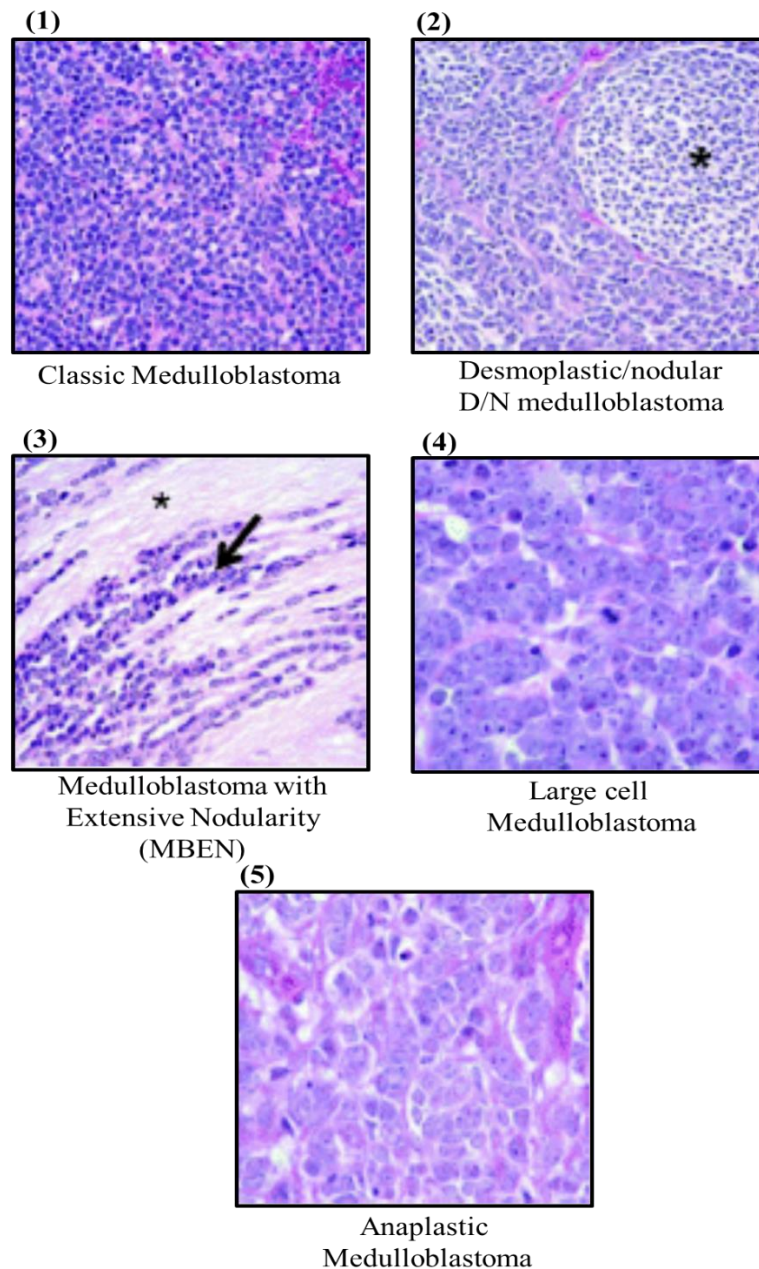 (1)
(2)
*
Classic Medulloblastoma
Desmoplastic/nodular
D/N medulloblastoma
(3)
(4)
*
Medulloblastoma with
Extensive Nodularity
(MBEN)
Large cell
Medulloblastoma
(5)
Anaplastic
Medulloblastoma